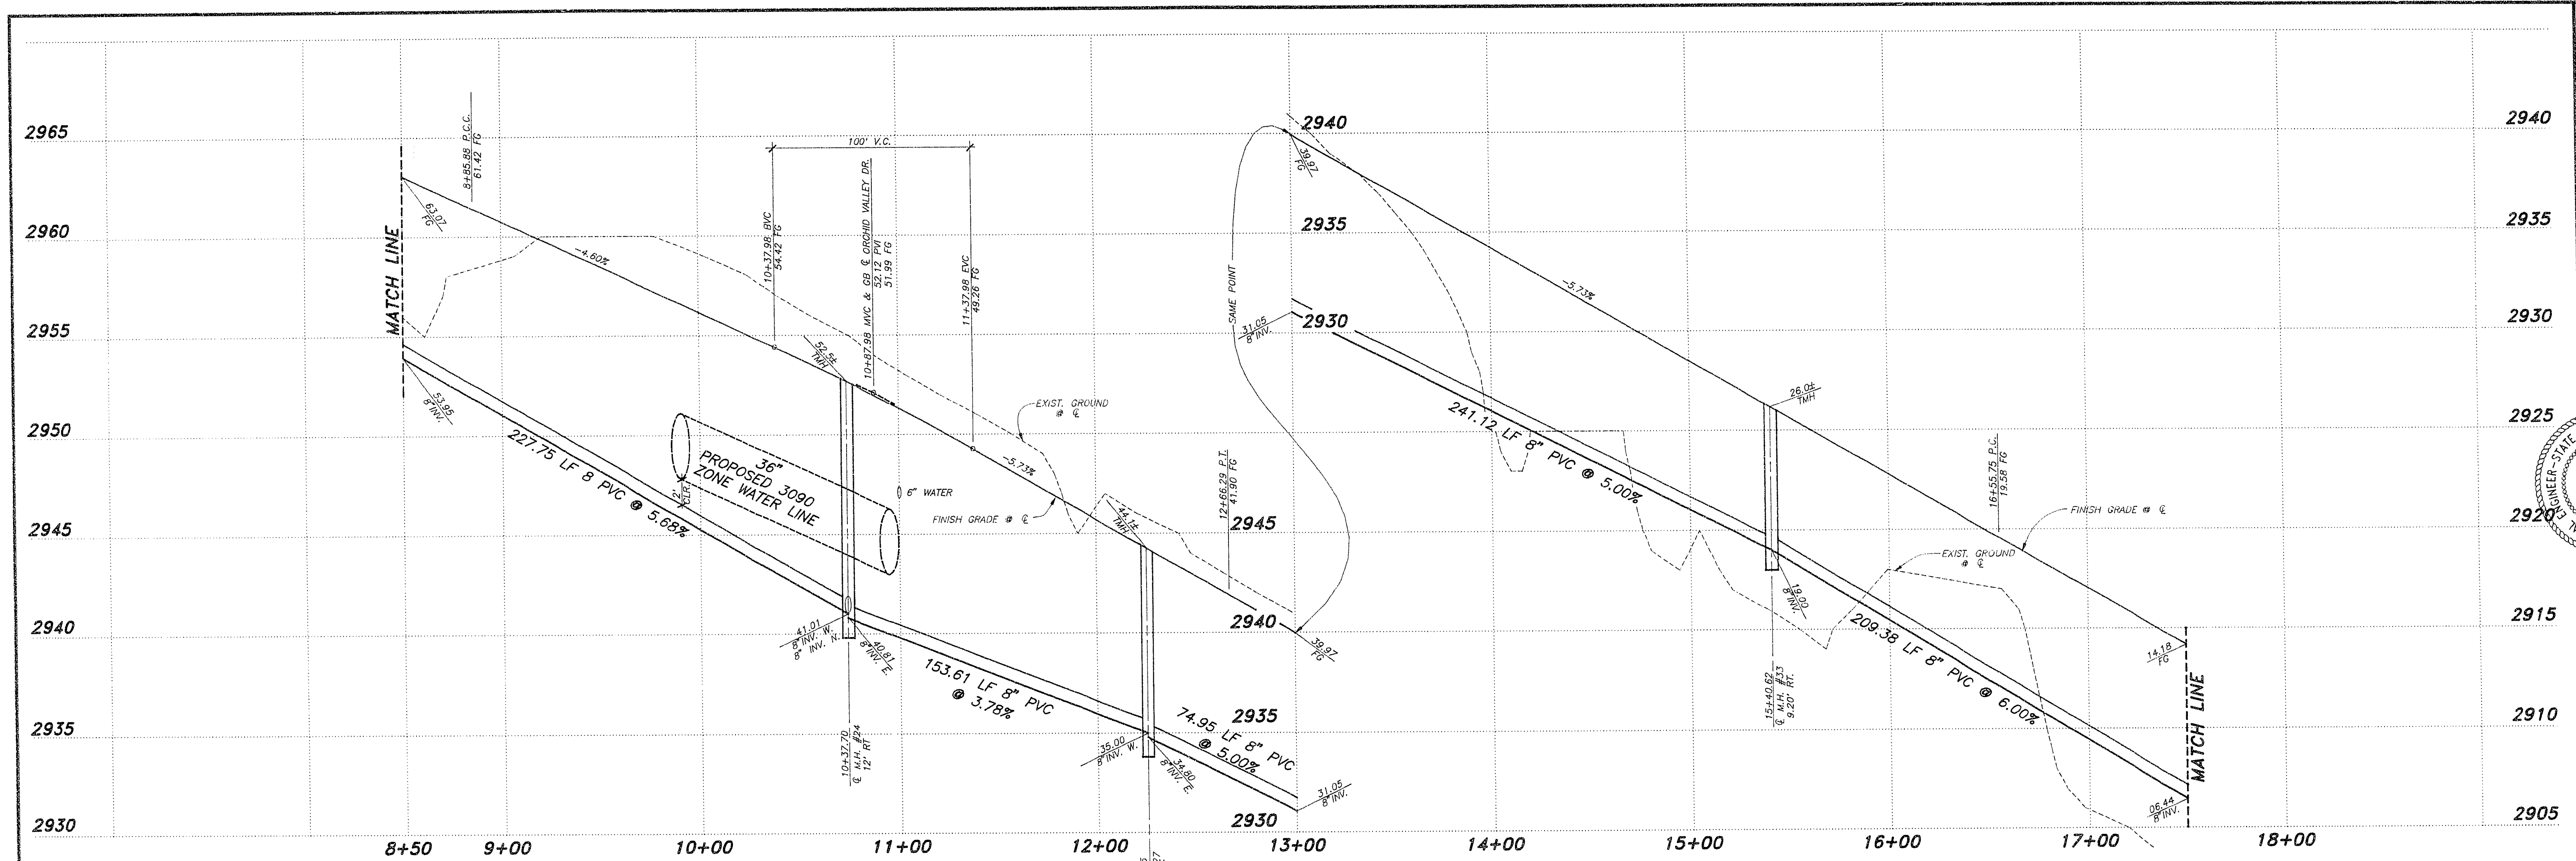 2965
2960
2955
2950
2945
2940
2935
2930
MATCH LINE
63.07
FG
8+85.88 P.C.C.
61.42 FG
-4.60%
53.95
8" INV.
227.75 LF 8 PVC @ 5.68%
2'
CLR.
36"
PROPOSED 3090
ZONE WATER LINE
100' V.C.
10+37.98 BVC
54.42 FG
52.5±
TMH
10+87.98 MVC & GB @ ℄ ORCHID VALLEY DR.
52.12 PVI
51.99 FG
11+37.98 EVC
49.26 FG
6" WATER
EXIST. GROUND
@ ℄
-5.73%
FINISH GRADE @ ℄
41.01
8" INV. W.
8" INV. N.
40.81
8" INV. E.
10+37.70
℄ M.H. #24
12' RT
153.61 LF 8" PVC
@ 3.78%
44.1±
TMH
12+66.29 P.T.
41.90 FG
35.00
8" INV. W.
34.80
8" INV. E.
74.95 LF 8" PVC
@ 5.00%
39.97
FG
31.05
8" INV.
2945
2940
2935
2930
SAME POINT
2940
2935
2930
39.97
FG
31.05
8" INV.
-5.73%
241.12 LF 8" PVC @ 5.00%
26.0±
TMH
19.00
8" INV.
15+40.62
℄ M.H. #33
9.20' RT.
16+55.75 P.C.
19.58 FG
FINISH GRADE @ ℄
EXIST. GROUND
@ ℄
209.38 LF 8" PVC @ 6.00%
14.18
FG
06.44
8" INV.
MATCH LINE
2940
2935
2930
2925
2920
2915
2910
2905
ENGINEER-STATE
8+50
9+00
10+00
11+00
12+00
13+00
14+00
15+00
16+00
17+00
18+00